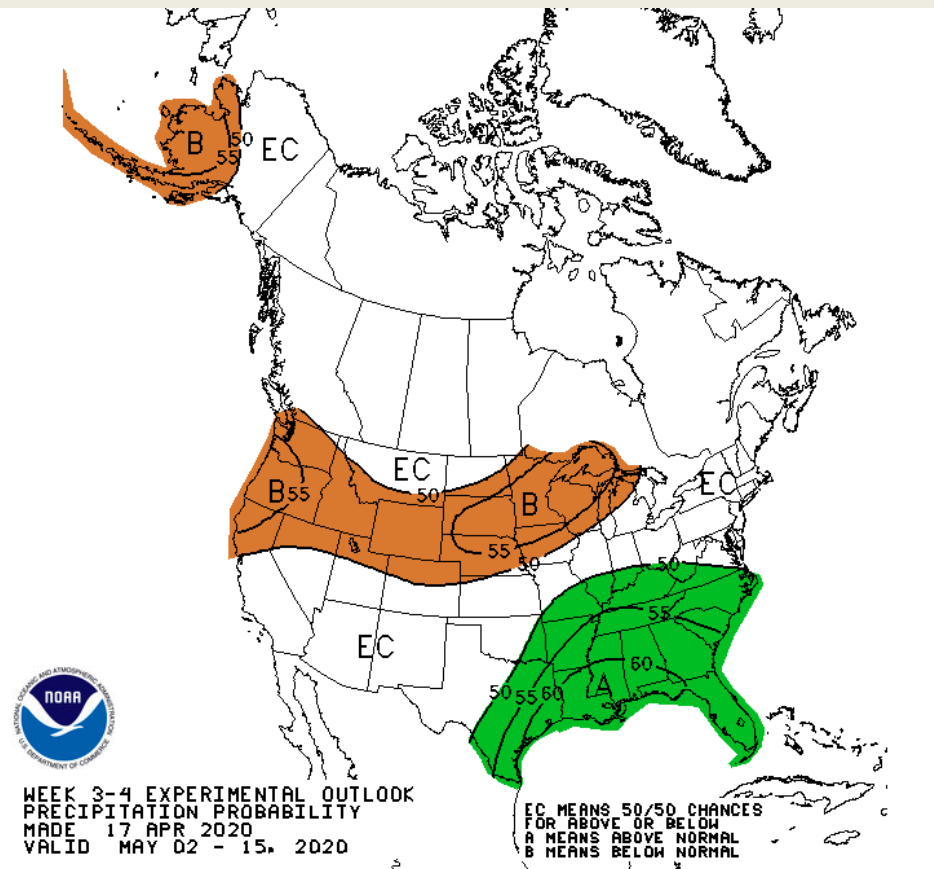 B
50
55
EC
EC
50
B 55
B
EC
55
50
50
55
EC
60
50 55 60
A
NATIONAL OCEANIC AND ATMOSPHERIC ADMINISTRATION
NOAA
U.S. DEPARTMENT OF COMMERCE
WEEK 3-4 EXPERIMENTAL OUTLOOK
PRECIPITATION PROBABILITY
MADE 17 APR 2020
VALID MAY 02 - 15, 2020
EC MEANS 50/50 CHANCES
FOR ABOVE OR BELOW
A MEANS ABOVE NORMAL
B MEANS BELOW NORMAL